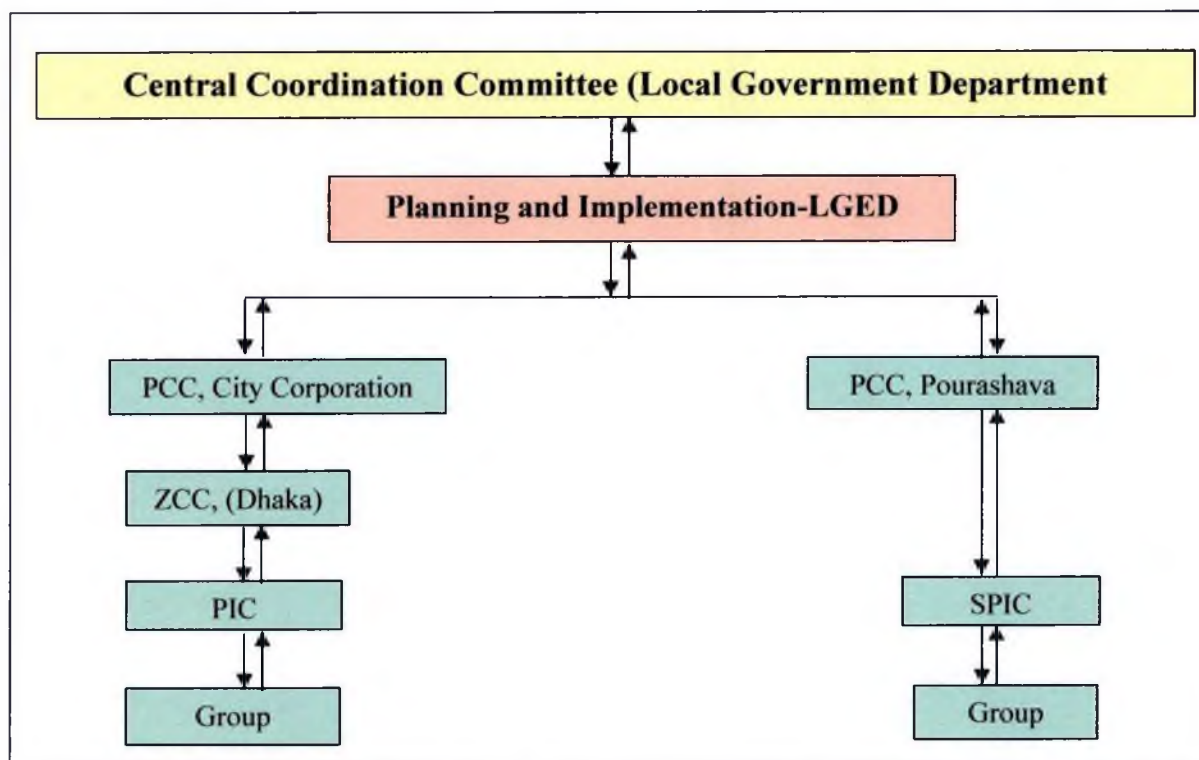 Central Coordination Committee (Local Government Department
Planning and Implementation-LGED
PCC, City Corporation
PCC, Pourashava
ZCC, (Dhaka)
PIC
SPIC
Group
Group